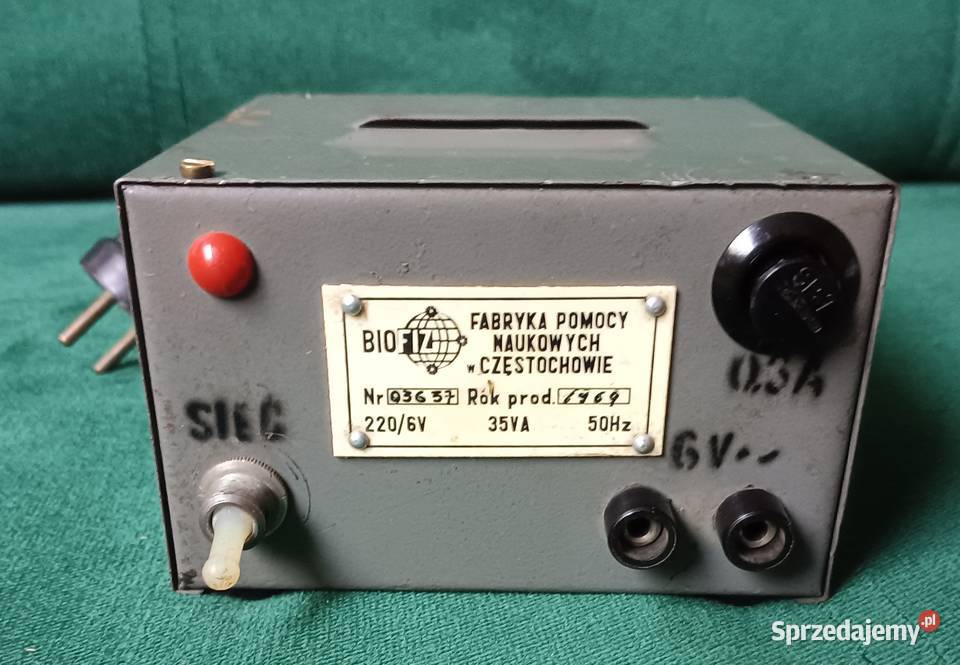 BIOFIZ
FABRYKA POMOCY
NAUKOWYCH
w CZĘSTOCHOWIE
Nr 03637 Rok prod. 1969
220/6V 35VA 50Hz
0.3A
SIEĆ
6V~
Sprzedajemy.pl